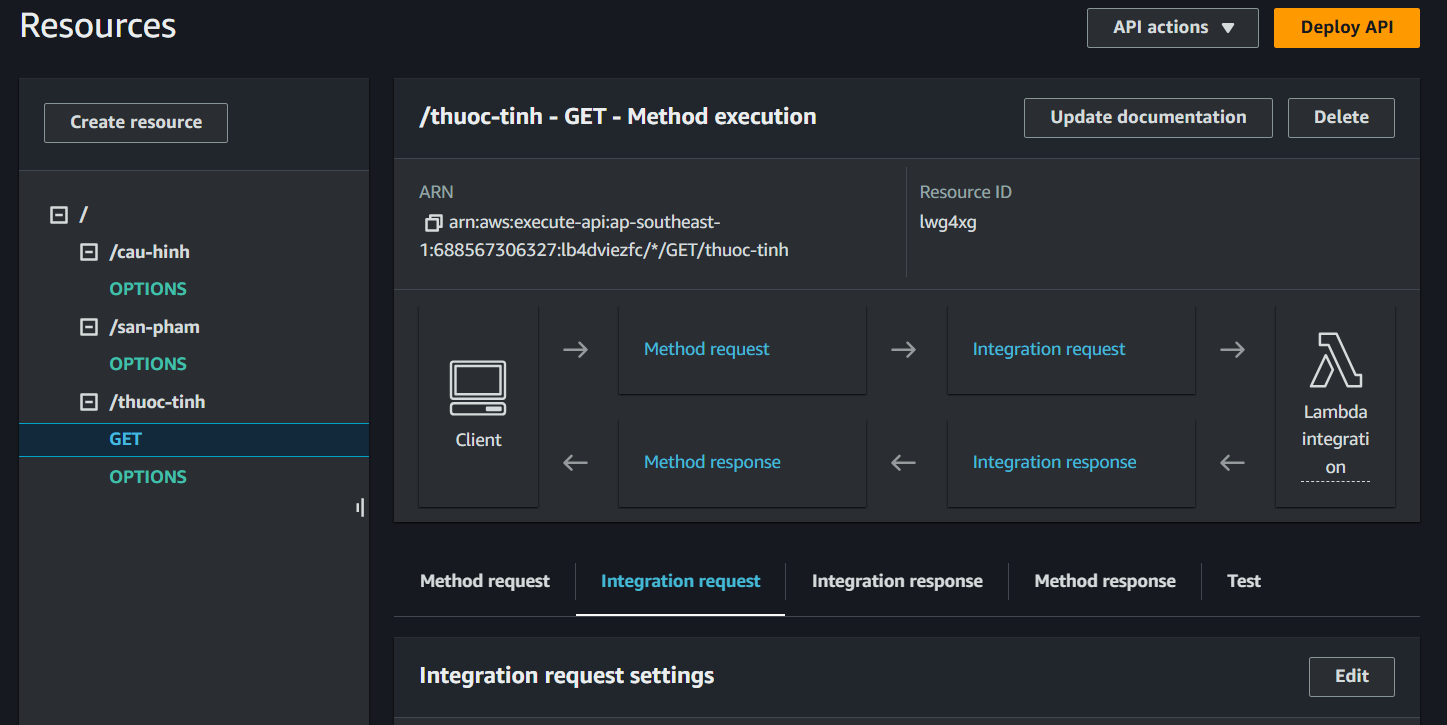 Resources
API actions
Deploy API
Create resource
/
/cau-hinh
OPTIONS
/san-pham
OPTIONS
/thuoc-tinh
GET
OPTIONS
/thuoc-tinh - GET - Method execution
Update documentation
Delete
ARN
arn:aws:execute-api:ap-southeast-
1:688567306327:lb4dviezfc/*/GET/thuoc-tinh
Resource ID
lwg4xg
Client
Method request
Integration request
Lambda
integrati
on
Method response
Integration response
Method request
Integration request
Integration response
Method response
Test
Integration request settings
Edit